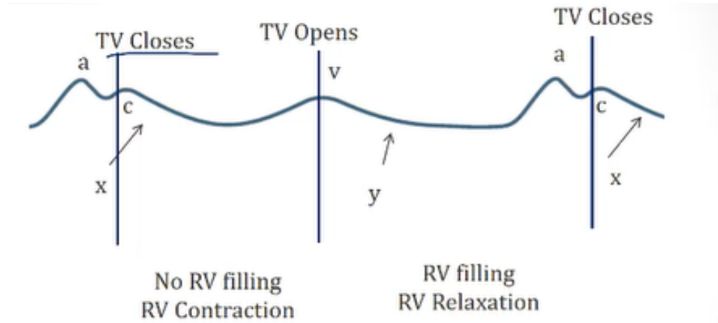 TV Closes
TV Opens
TV Closes
a
v
a
c
c
x
y
x
No RV filling
RV Contraction
RV filling
RV Relaxation